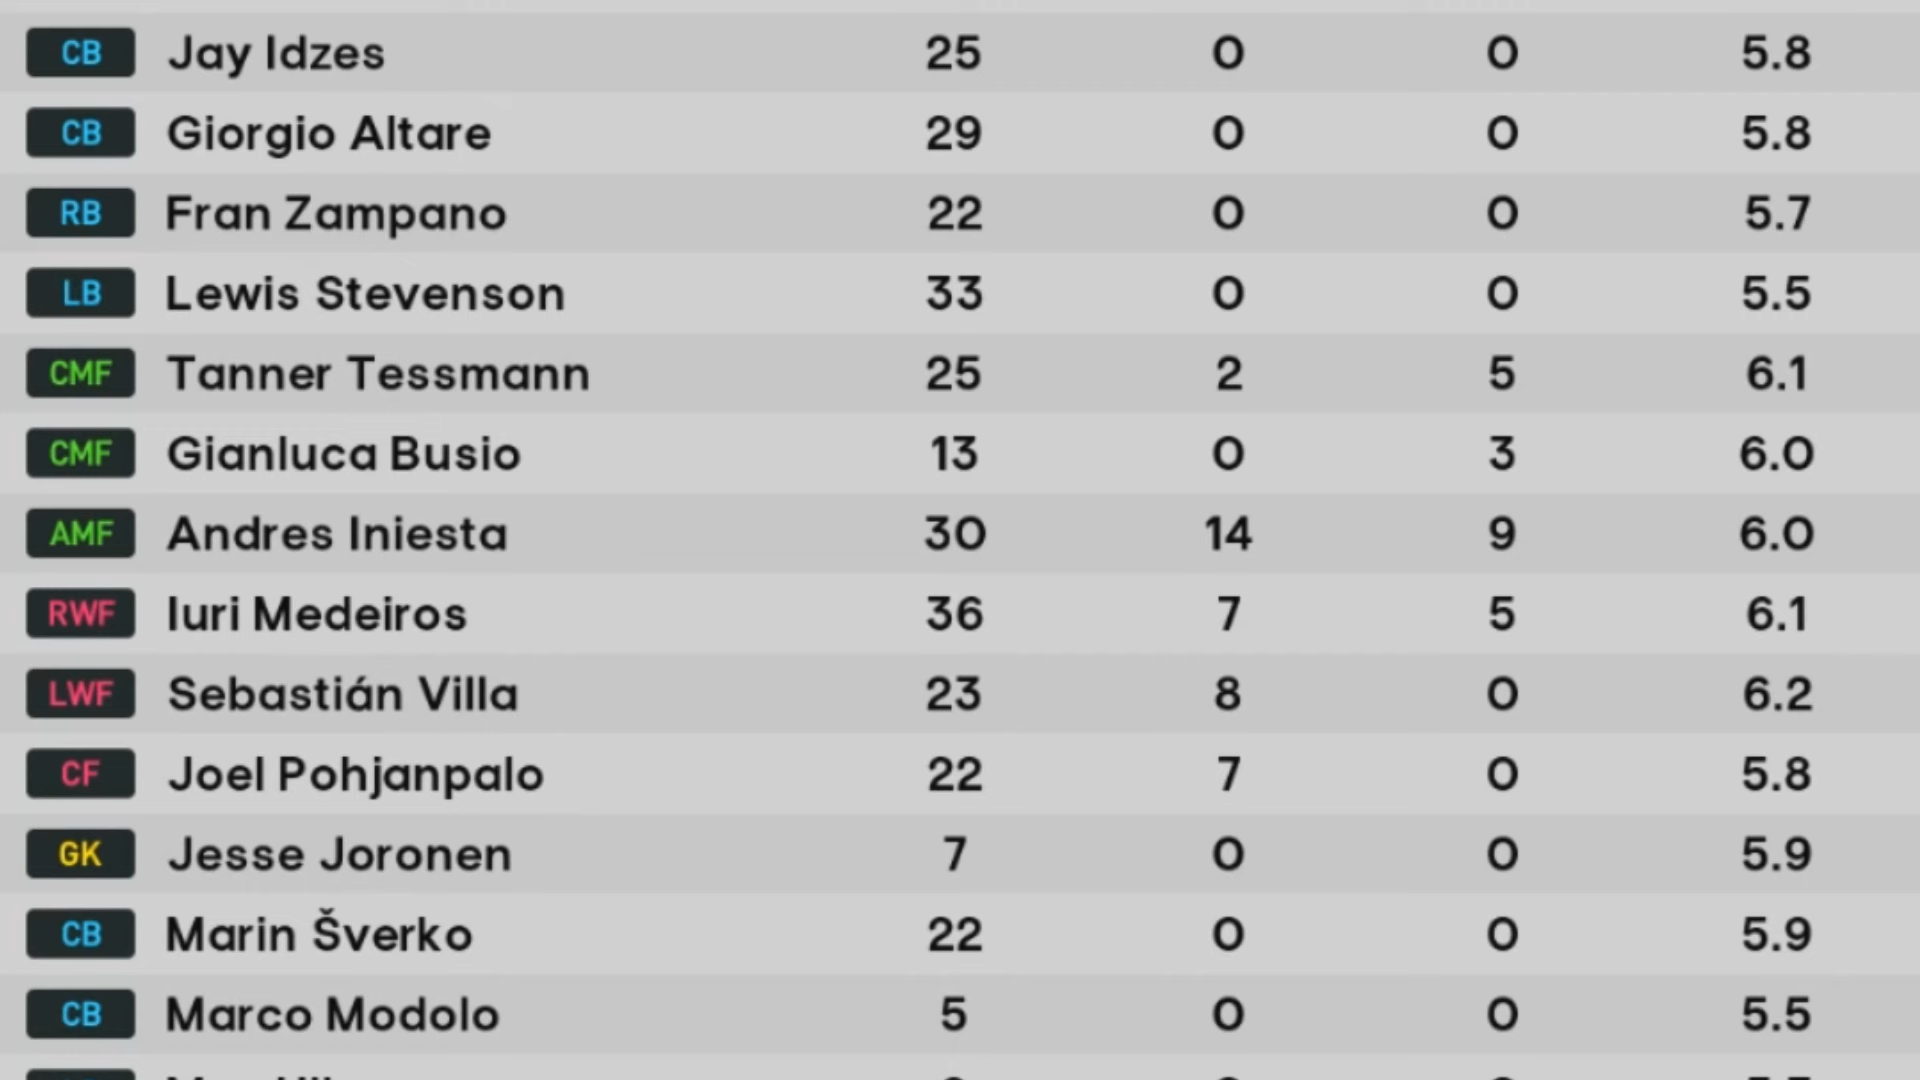 CB Jay Idzes 25 0 0 5.8
CB Giorgio Altare 29 0 0 5.8
RB Fran Zampano 22 0 0 5.7
LB Lewis Stevenson 33 0 0 5.5
CMF Tanner Tessmann 25 2 5 6.1
CMF Gianluca Busio 13 0 3 6.0
AMF Andres Iniesta 30 14 9 6.0
RWF Iuri Medeiros 36 7 5 6.1
LWF Sebastián Villa 23 8 0 6.2
CF Joel Pohjanpalo 22 7 0 5.8
GK Jesse Joronen 7 0 0 5.9
CB Marin Šverko 22 0 0 5.9
CB Marco Modolo 5 0 0 5.5